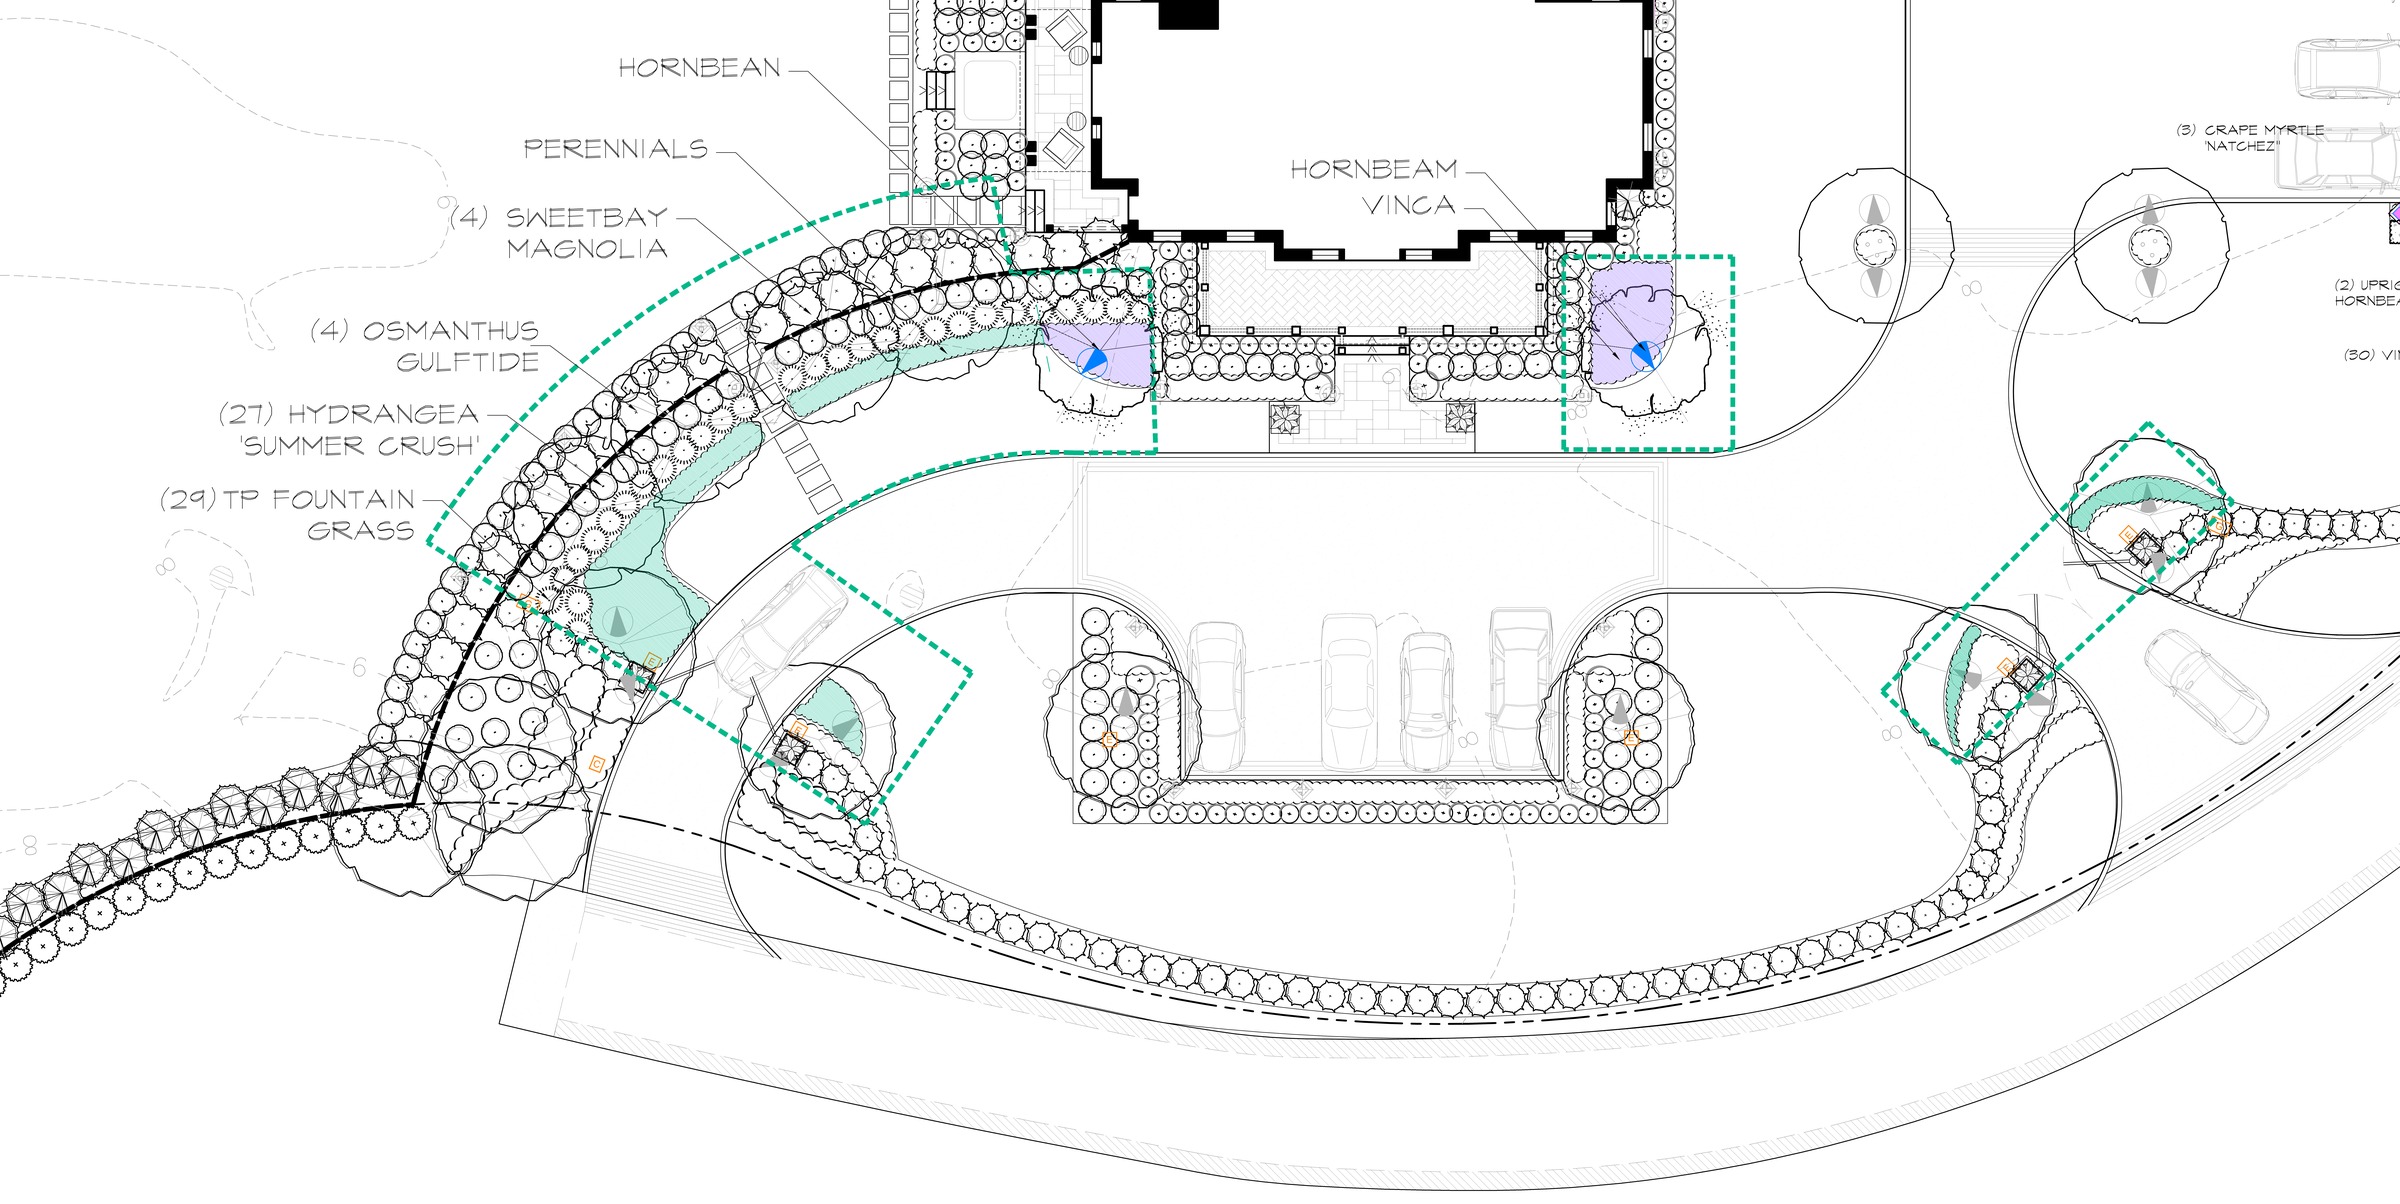 HORNBEAN
PERENNIALS
(4) SWEETBAY
MAGNOLIA
(4) OSMANTHUS
GULFTIDE
(27) HYDRANGEA
'SUMMER CRUSH'
(29) TP FOUNTAIN
GRASS
HORNBEAM
VINCA
(3) CRAPE MYRTLE
'NATCHEZ'
(2) UPRIG
HORNBEA
(30) VI
E
C
E
E